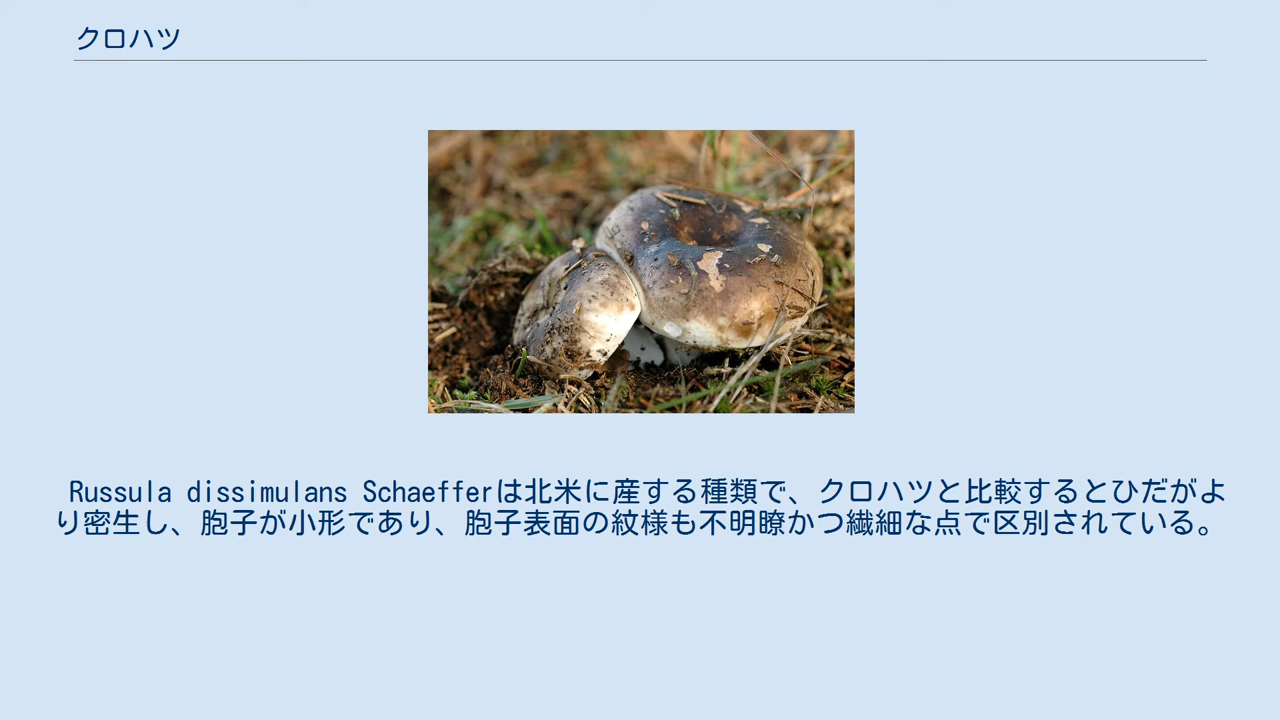 クロハツ
Russula dissimulans Schaefferは北米に産する種類で、クロハツと比較するとひだがよ
り密生し、胞子が小形であり、胞子表面の紋様も不明瞭かつ繊細な点で区別されている。